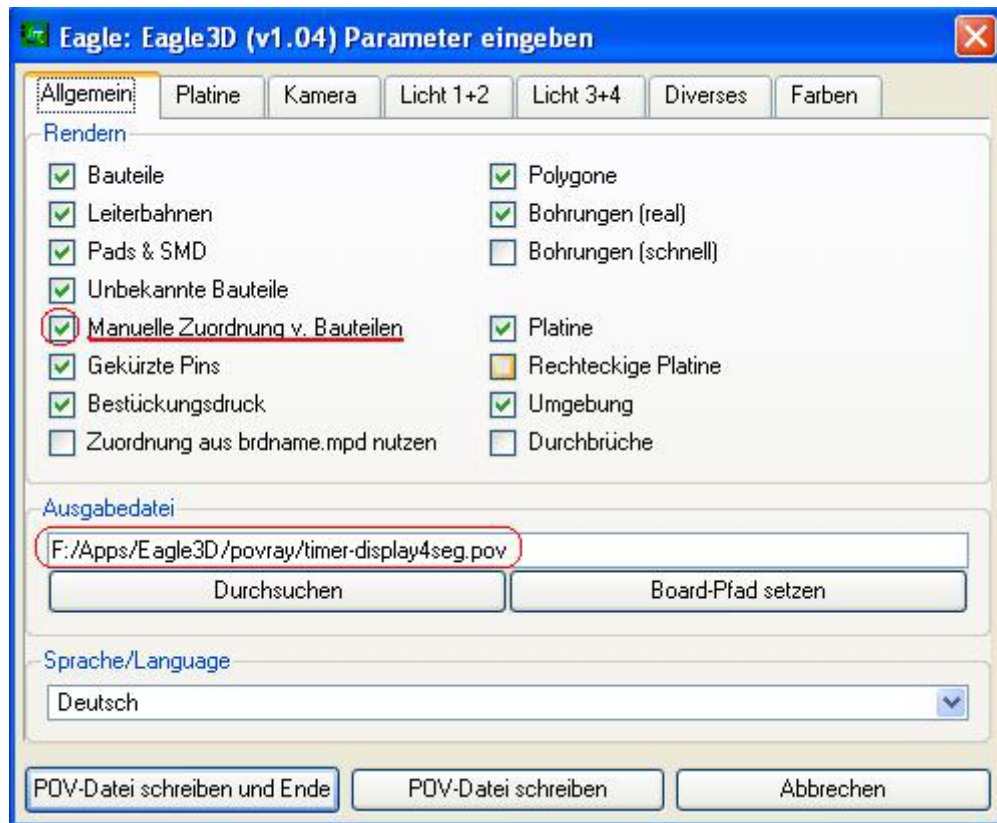 Eagle: Eagle3D (v1.04) Parameter eingeben
Allgemein Platine Kamera Licht 1+2 Licht 3+4 Diverses Farben
Rendern
Bauteile Polygone
Leiterbahnen Bohrungen (real)
Pads & SMD Bohrungen (schnell)
Unbekannte Bauteile
Manuelle Zuordnung v. Bauteilen Platine
Gekürzte Pins Rechteckige Platine
Bestückungsdruck Umgebung
Zuordnung aus brdname.mpd nutzen Durchbrüche
Ausgabedatei
F:/Apps/Eagle3D/povray/timer-display4seg.pov
Durchsuchen Board-Pfad setzen
Sprache/Language
Deutsch
POV-Datei schreiben und Ende POV-Datei schreiben Abbrechen